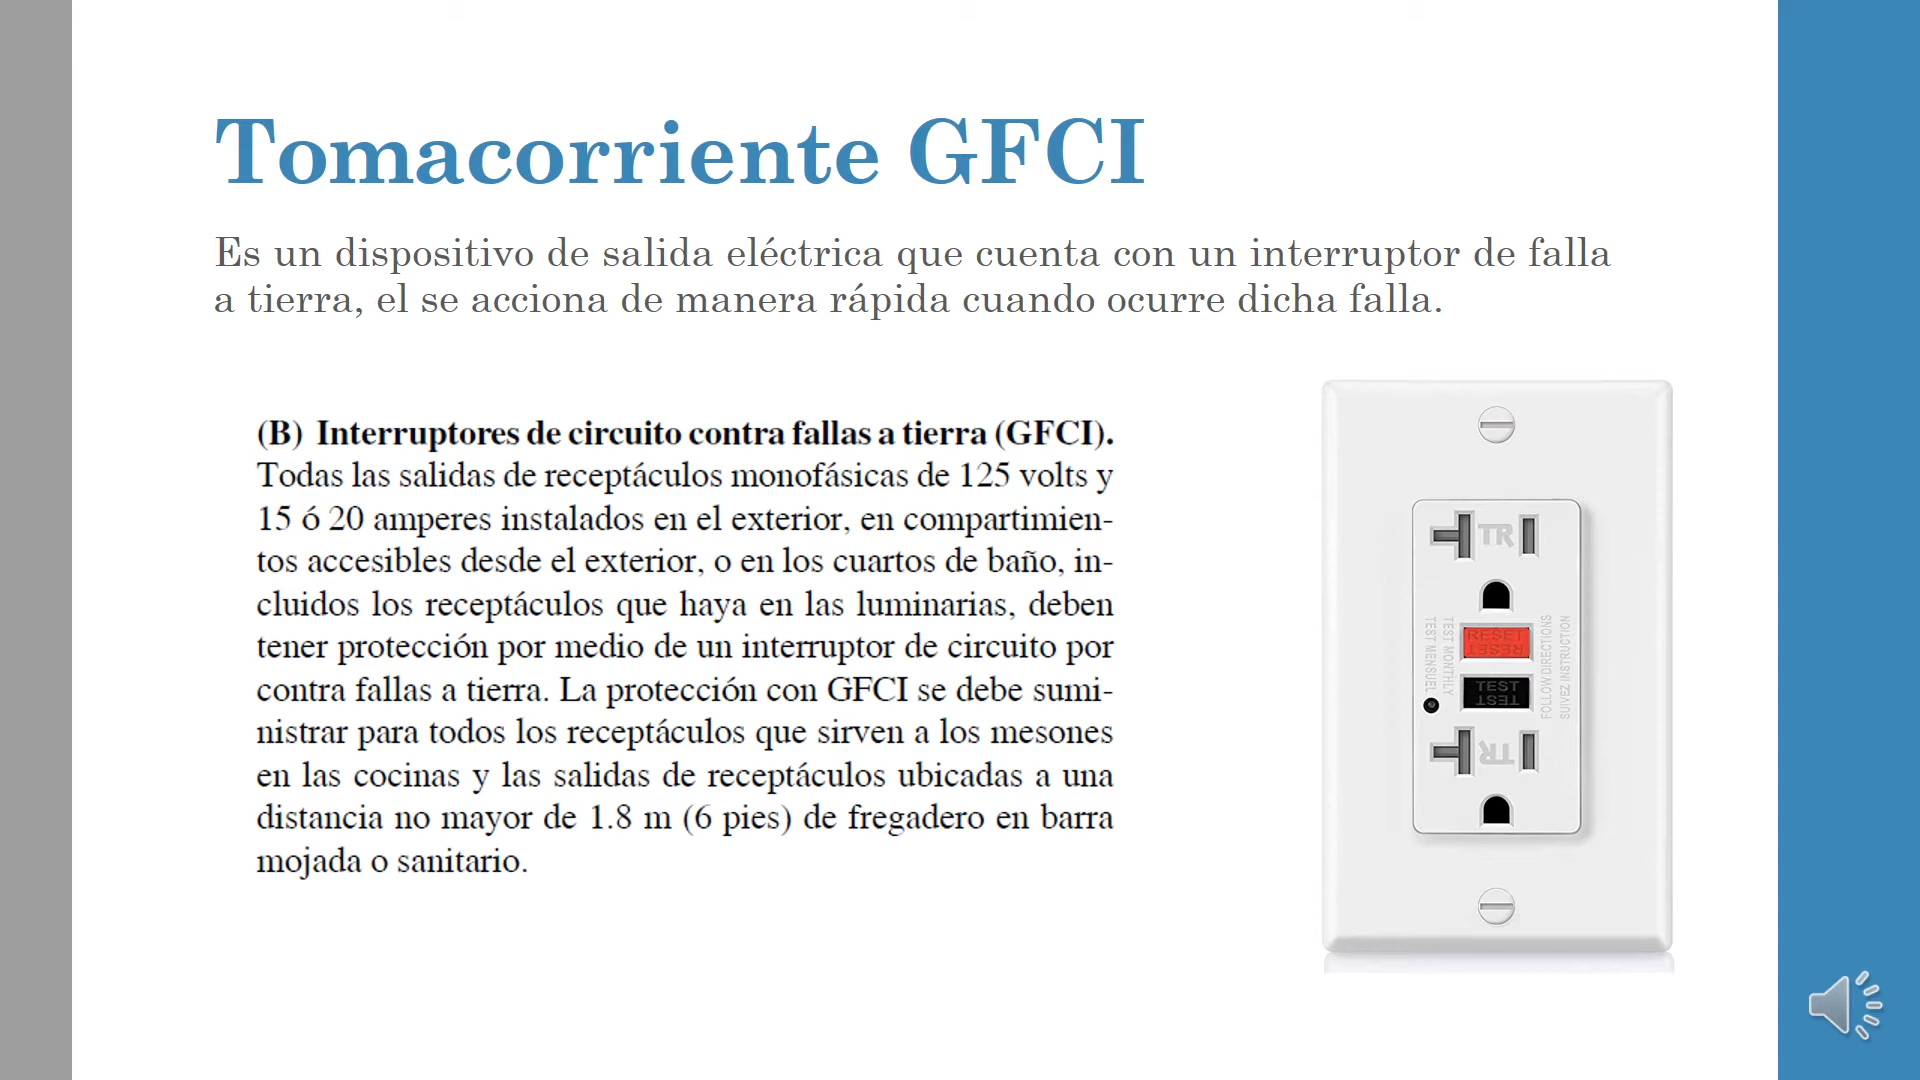 Tomacorriente GFCI
Es un dispositivo de salida eléctrica que cuenta con un interruptor de falla
a tierra, el se acciona de manera rápida cuando ocurre dicha falla.
(B) Interruptores de circuito contra fallas a tierra (GFCI).
Todas las salidas de receptáculos monofásicas de 125 volts y
15 ó 20 amperes instalados en el exterior, en compartimien-
tos accesibles desde el exterior, o en los cuartos de baño, in-
cluidos los receptáculos que haya en las luminarias, deben
tener protección por medio de un interruptor de circuito por
contra fallas a tierra. La protección con GFCI se debe sumi-
nistrar para todos los receptáculos que sirven a los mesones
en las cocinas y las salidas de receptáculos ubicadas a una
distancia no mayor de 1.8 m (6 pies) de fregadero en barra
mojada o sanitario.
TR
TEST MENSUEL
TEST MONTHLY
RESET
RESET
TEST
TEST
FOLLOW DIRECTIONS
SUIVEZ INSTRUCTION
TR